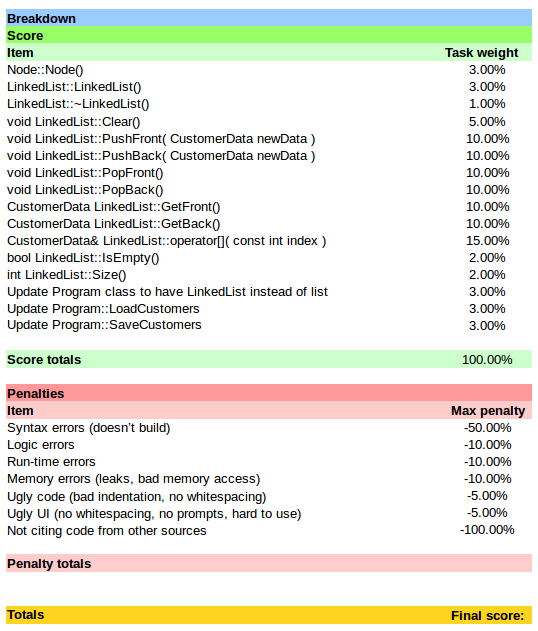 Breakdown
Score
Item Task weight
Node::Node() 3.00%
LinkedList::LinkedList() 3.00%
LinkedList::~LinkedList() 1.00%
void LinkedList::Clear() 5.00%
void LinkedList::PushFront( CustomerData newData ) 10.00%
void LinkedList::PushBack( CustomerData newData ) 10.00%
void LinkedList::PopFront() 10.00%
void LinkedList::PopBack() 10.00%
CustomerData LinkedList::GetFront() 10.00%
CustomerData LinkedList::GetBack() 10.00%
CustomerData& LinkedList::operator[]( const int index ) 15.00%
bool LinkedList::IsEmpty() 2.00%
int LinkedList::Size() 2.00%
Update Program class to have LinkedList instead of list 3.00%
Update Program::LoadCustomers 3.00%
Update Program::SaveCustomers 3.00%
Score totals 100.00%
Penalties
Item Max penalty
Syntax errors (doesn't build) -50.00%
Logic errors -10.00%
Run-time errors -10.00%
Memory errors (leaks, bad memory access) -10.00%
Ugly code (bad indentation, no whitespacing) -5.00%
Ugly UI (no whitespacing, no prompts, hard to use) -5.00%
Not citing code from other sources -100.00%
Penalty totals
Totals Final score: